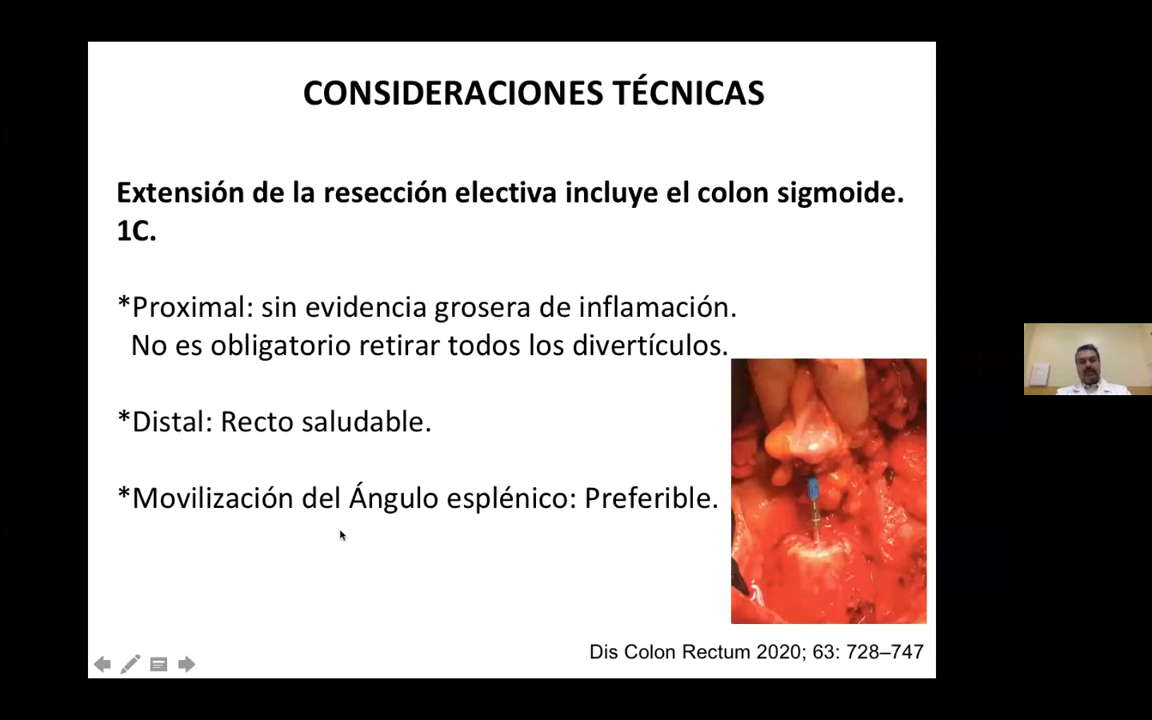 CONSIDERACIONES TÉCNICAS
Extensión de la resección electiva incluye el colon sigmoide.
1C.
*Proximal: sin evidencia grosera de inflamación.
No es obligatorio retirar todos los divertículos.
*Distal: Recto saludable.
*Movilización del Ángulo esplénico: Preferible.
Dis Colon Rectum 2020; 63: 728–747